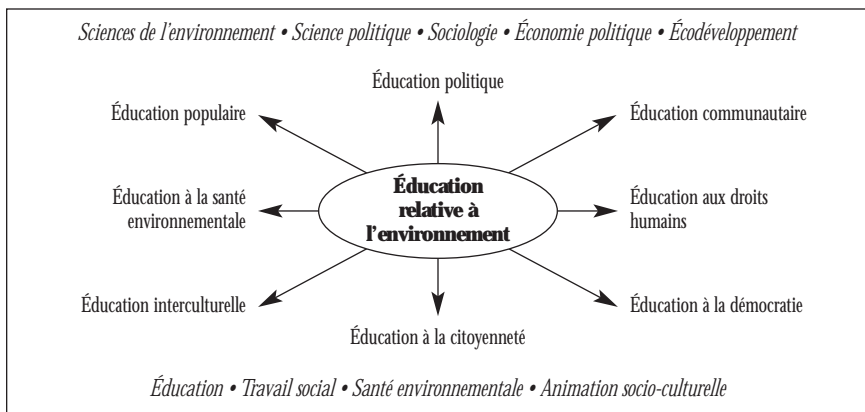 Sciences de l'environnement • Science politique • Sociologie • Économie politique • Écodéveloppement
Éducation politique
Éducation populaire
Éducation communautaire
Éducation à la santé
environnementale
Éducation
relative à
l'environnement
Éducation aux droits
humains
Éducation interculturelle
Éducation à la démocratie
Éducation à la citoyenneté
Éducation • Travail social • Santé environnementale • Animation socio-culturelle